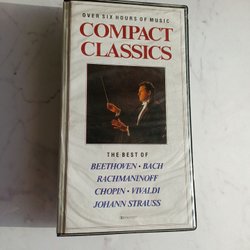 OVER SIX HOURS OF MUSIC
COMPACT
CLASSICS
THE BEST OF
BEETHOVEN • BACH
RACHMANINOFF
CHOPIN • VIVALDI
JOHANN STRAUSS